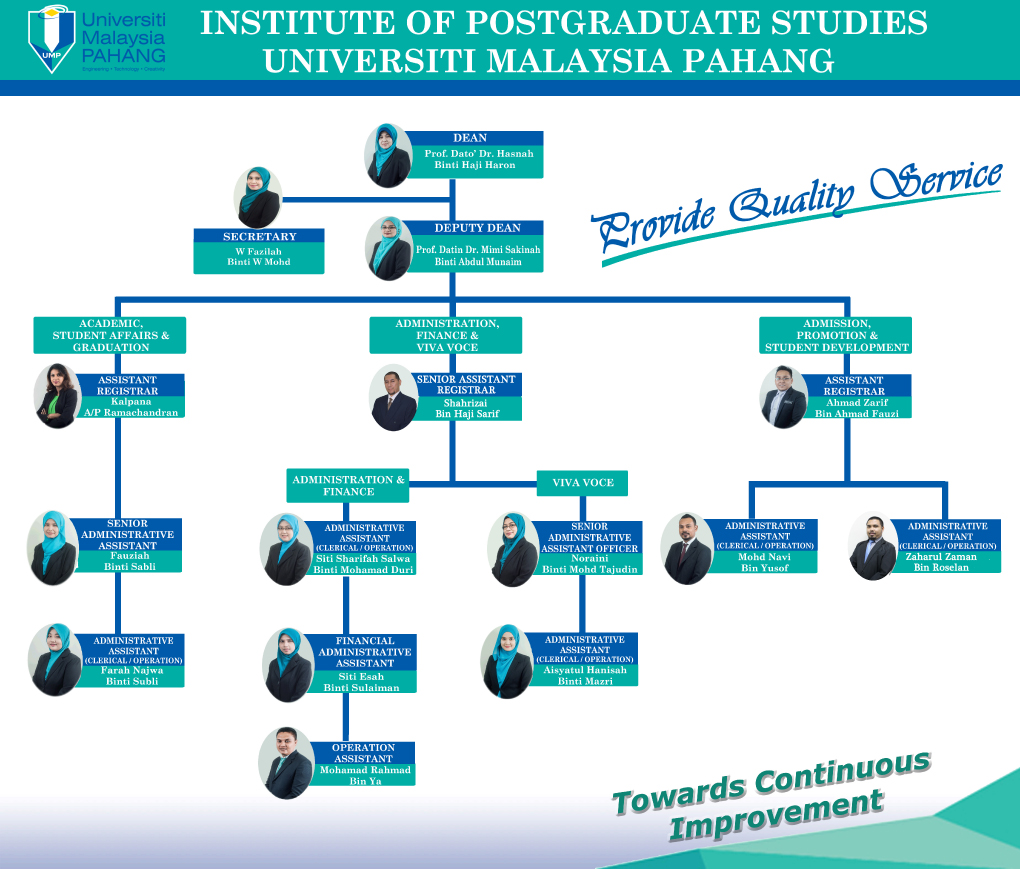 Universiti
Malaysia
PAHANG
Engineering • Technology • Creativity
UMP
INSTITUTE OF POSTGRADUATE STUDIES
UNIVERSITI MALAYSIA PAHANG
DEAN
Prof. Dato' Dr. Hasnah
Binti Haji Haron
SECRETARY
W Fazilah
Binti W Mohd
DEPUTY DEAN
Prof. Datin Dr. Mimi Sakinah
Binti Abdul Munaim
Provide Quality Service
ACADEMIC,
STUDENT AFFAIRS &
GRADUATION
ASSISTANT
REGISTRAR
Kalpana
A/P Ramachandran
ADMINISTRATION,
FINANCE &
VIVA VOCE
SENIOR ASSISTANT
REGISTRAR
Shahrizai
Bin Haji Sarif
ADMISSION,
PROMOTION &
STUDENT DEVELOPMENT
ASSISTANT
REGISTRAR
Ahmad Zarif
Bin Ahmad Fauzi
ADMINISTRATION &
FINANCE
VIVA VOCE
SENIOR
ADMINISTRATIVE
ASSISTANT
Fauziah
Binti Sabli
ADMINISTRATIVE
ASSISTANT
(CLERICAL / OPERATION)
Siti Sharifah Salwa
Binti Mohamad Duri
SENIOR
ADMINISTRATIVE
ASSISTANT OFFICER
Noraini
Binti Mohd Tajudin
ADMINISTRATIVE
ASSISTANT
(CLERICAL / OPERATION)
Mohd Navi
Bin Yusof
ADMINISTRATIVE
ASSISTANT
(CLERICAL / OPERATION)
Zaharul Zaman
Bin Roselan
ADMINISTRATIVE
ASSISTANT
(CLERICAL / OPERATION)
Farah Najwa
Binti Subli
FINANCIAL
ADMINISTRATIVE
ASSISTANT
Siti Esah
Binti Sulaiman
ADMINISTRATIVE
ASSISTANT
(CLERICAL / OPERATION)
Aisyatul Hanisah
Binti Mazri
OPERATION
ASSISTANT
Mohamad Rahmad
Bin Ya
Towards Continuous
Improvement